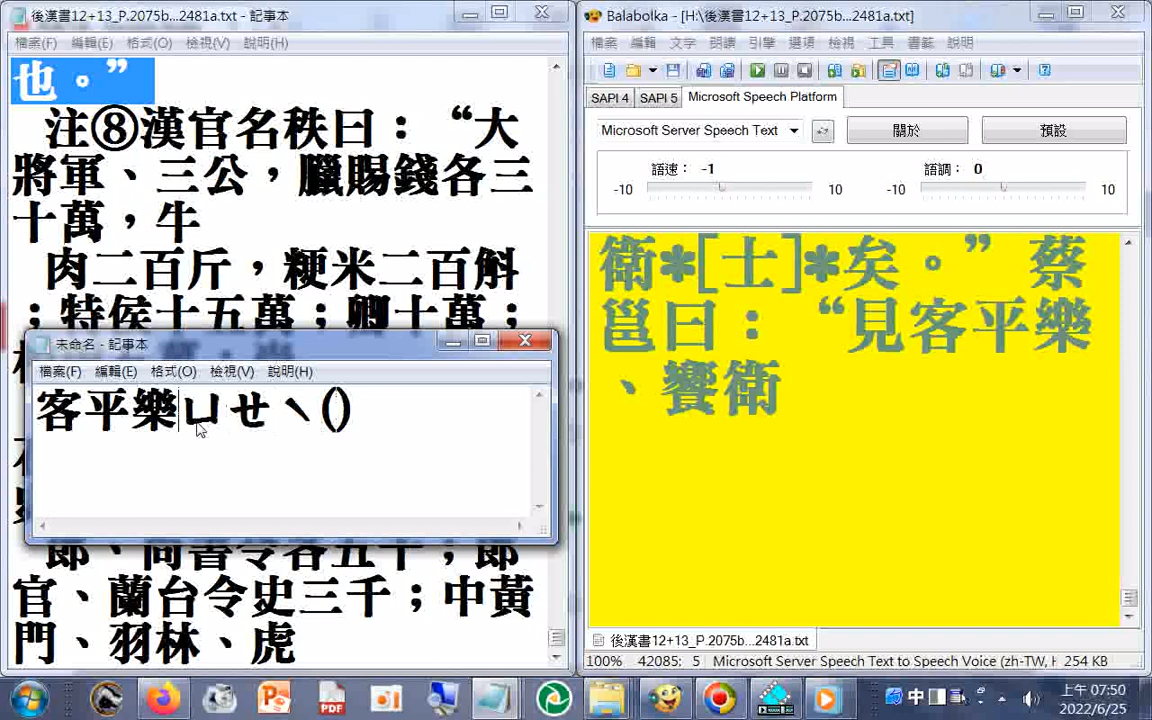 後漢書12+13_P.2075b...2481a.txt - 記事本
檔案(F) 編輯(E) 格式(O) 檢視(V) 說明(H)
也。”
注⑧漢官名秩曰：“大
將軍、三公，臘賜錢各三
十萬，牛
肉二百斤，粳米二百斛
；特侯十五萬；卿十萬；
未命名 - 記事本
檔案(F) 編輯(E) 格式(O) 檢視(V) 說明(H)
客平樂ㄩㄝヽ()
郎、尚書令各五千；郎
官、蘭台令史三千；中黃
門、羽林、虎
Balabolka - [H:\後漢書12+13_P.2075b...2481a.txt]
檔案 編輯 文字 朗讀 引擎 選項 檢視 工具 書籤 說明
SAPI 4 SAPI 5 Microsoft Speech Platform
Microsoft Server Speech Text 關於 預設
語速： -1 語調： 0
-10 10 -10 10
衛*[士]*矣。”蔡
邕曰：“見客平樂
、饗衛
後漢書12+13_P.2075b...2481a.txt
100% 42085: 5 Microsoft Server Speech Text to Speech Voice (zh-TW, H 254 KB
PDF 中 上午 07:50
2022/6/25